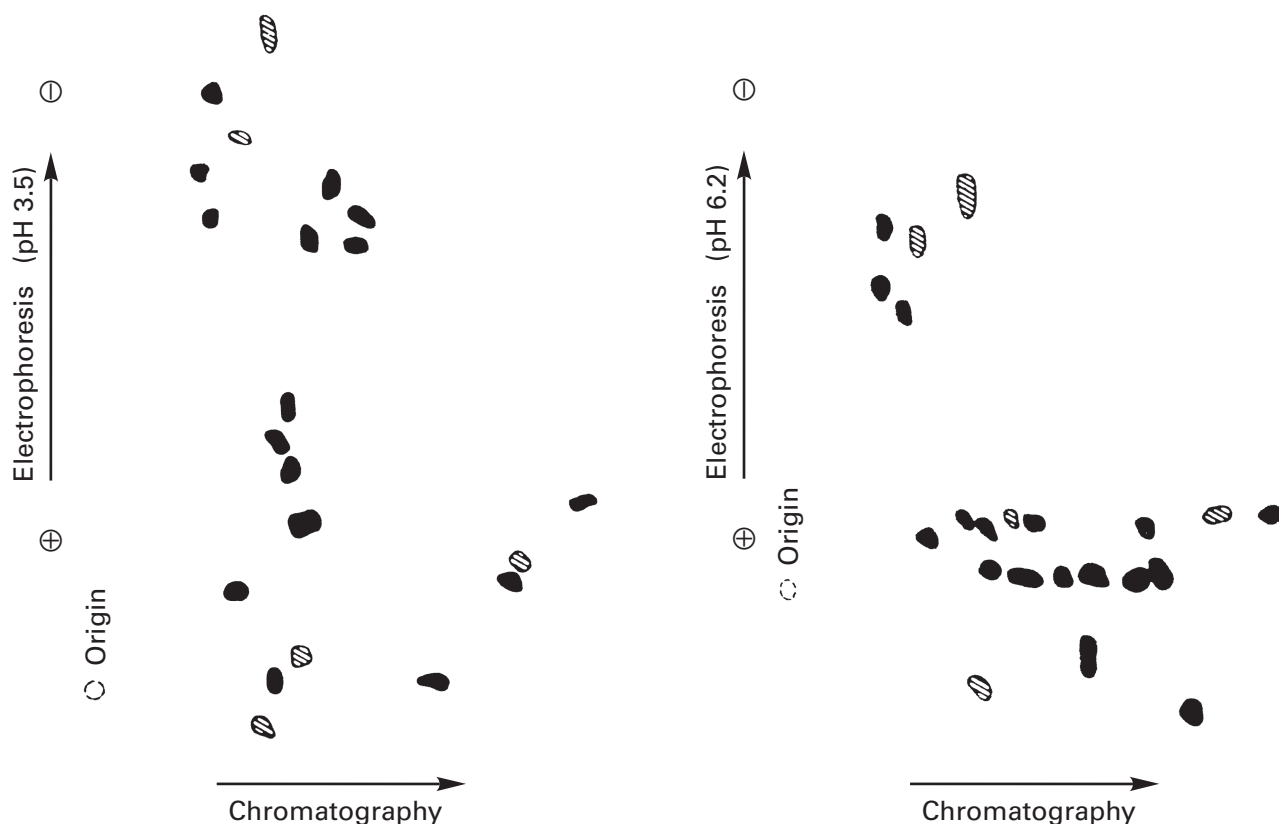 Electrophoresis (pH 3.5)
Origin
Chromatography
Electrophoresis (pH 6.2)
Origin
Chromatography